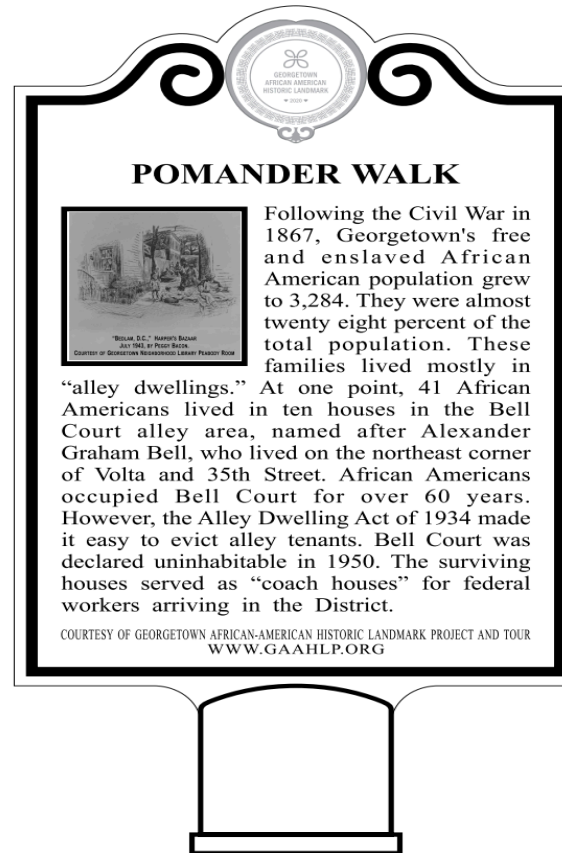 GEORGETOWN
AFRICAN AMERICAN
HISTORIC LANDMARK
♥ 2020 ♥
POMANDER WALK
"BEDLAM, D.C.," HARPER'S BAZAAR
JULY 1943, BY PEGGY BACON.
COURTESY OF GEORGETOWN NEIGHBORHOOD LIBRARY PEABODY ROOM
Following the Civil War in
1867, Georgetown's free
and enslaved African
American population grew
to 3,284. They were almost
twenty eight percent of the
total population. These
families lived mostly in
“alley dwellings.” At one point, 41 African
Americans lived in ten houses in the Bell
Court alley area, named after Alexander
Graham Bell, who lived on the northeast corner
of Volta and 35th Street. African Americans
occupied Bell Court for over 60 years.
However, the Alley Dwelling Act of 1934 made
it easy to evict alley tenants. Bell Court was
declared uninhabitable in 1950. The surviving
houses served as “coach houses” for federal
workers arriving in the District.
COURTESY OF GEORGETOWN AFRICAN-AMERICAN HISTORIC LANDMARK PROJECT AND TOUR
WWW.GAAHLP.ORG